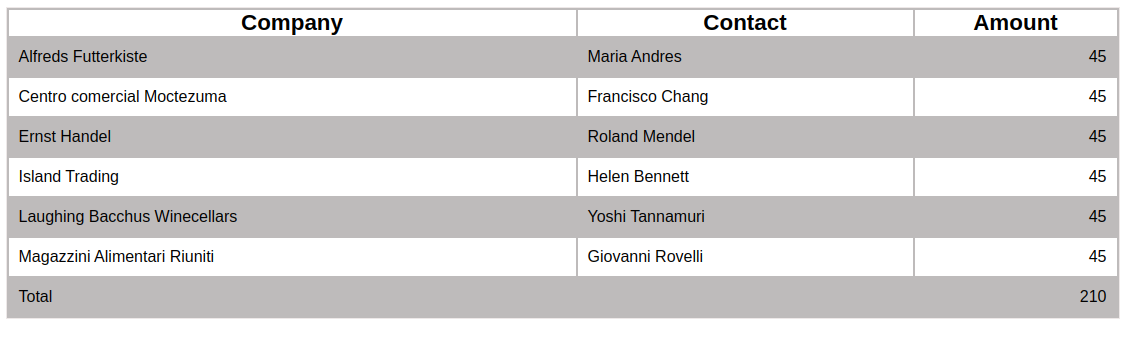 Company Contact Amount
Alfreds Futterkiste Maria Andres 45
Centro comercial Moctezuma Francisco Chang 45
Ernst Handel Roland Mendel 45
Island Trading Helen Bennett 45
Laughing Bacchus Winecellars Yoshi Tannamuri 45
Magazzini Alimentari Riuniti Giovanni Rovelli 45
Total 210